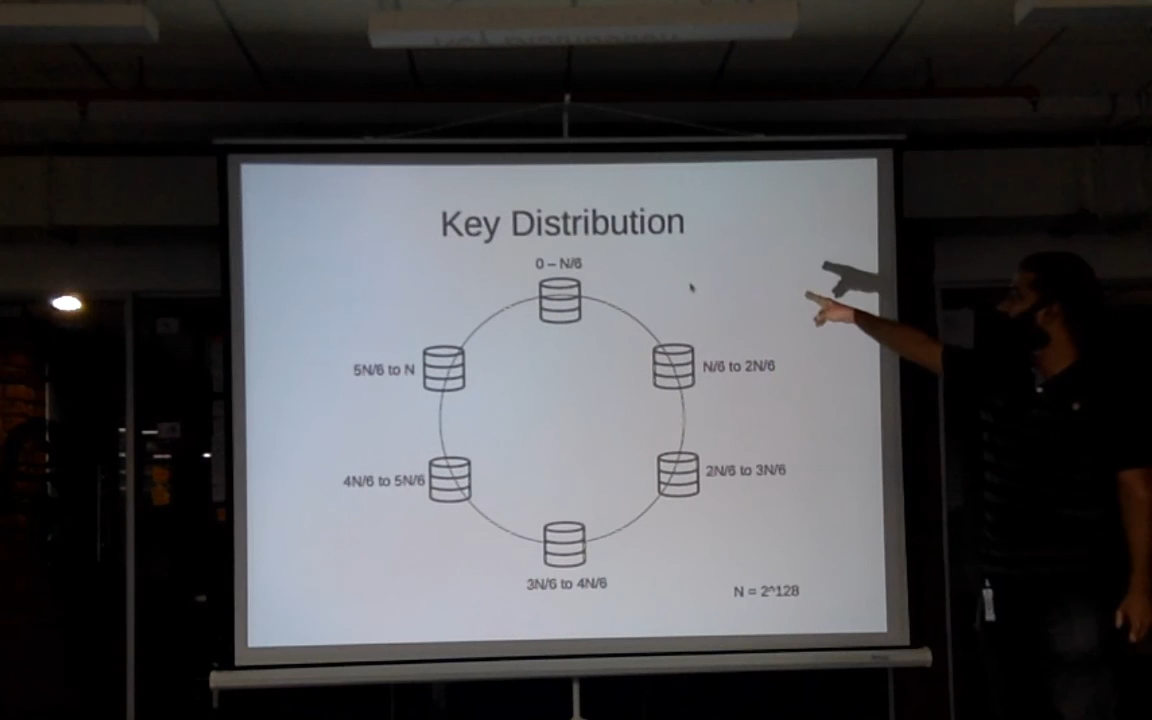 Key Distribution
0 – N/6
5N/6 to N
N/6 to 2N/6
4N/6 to 5N/6
2N/6 to 3N/6
3N/6 to 4N/6
N = 2^128